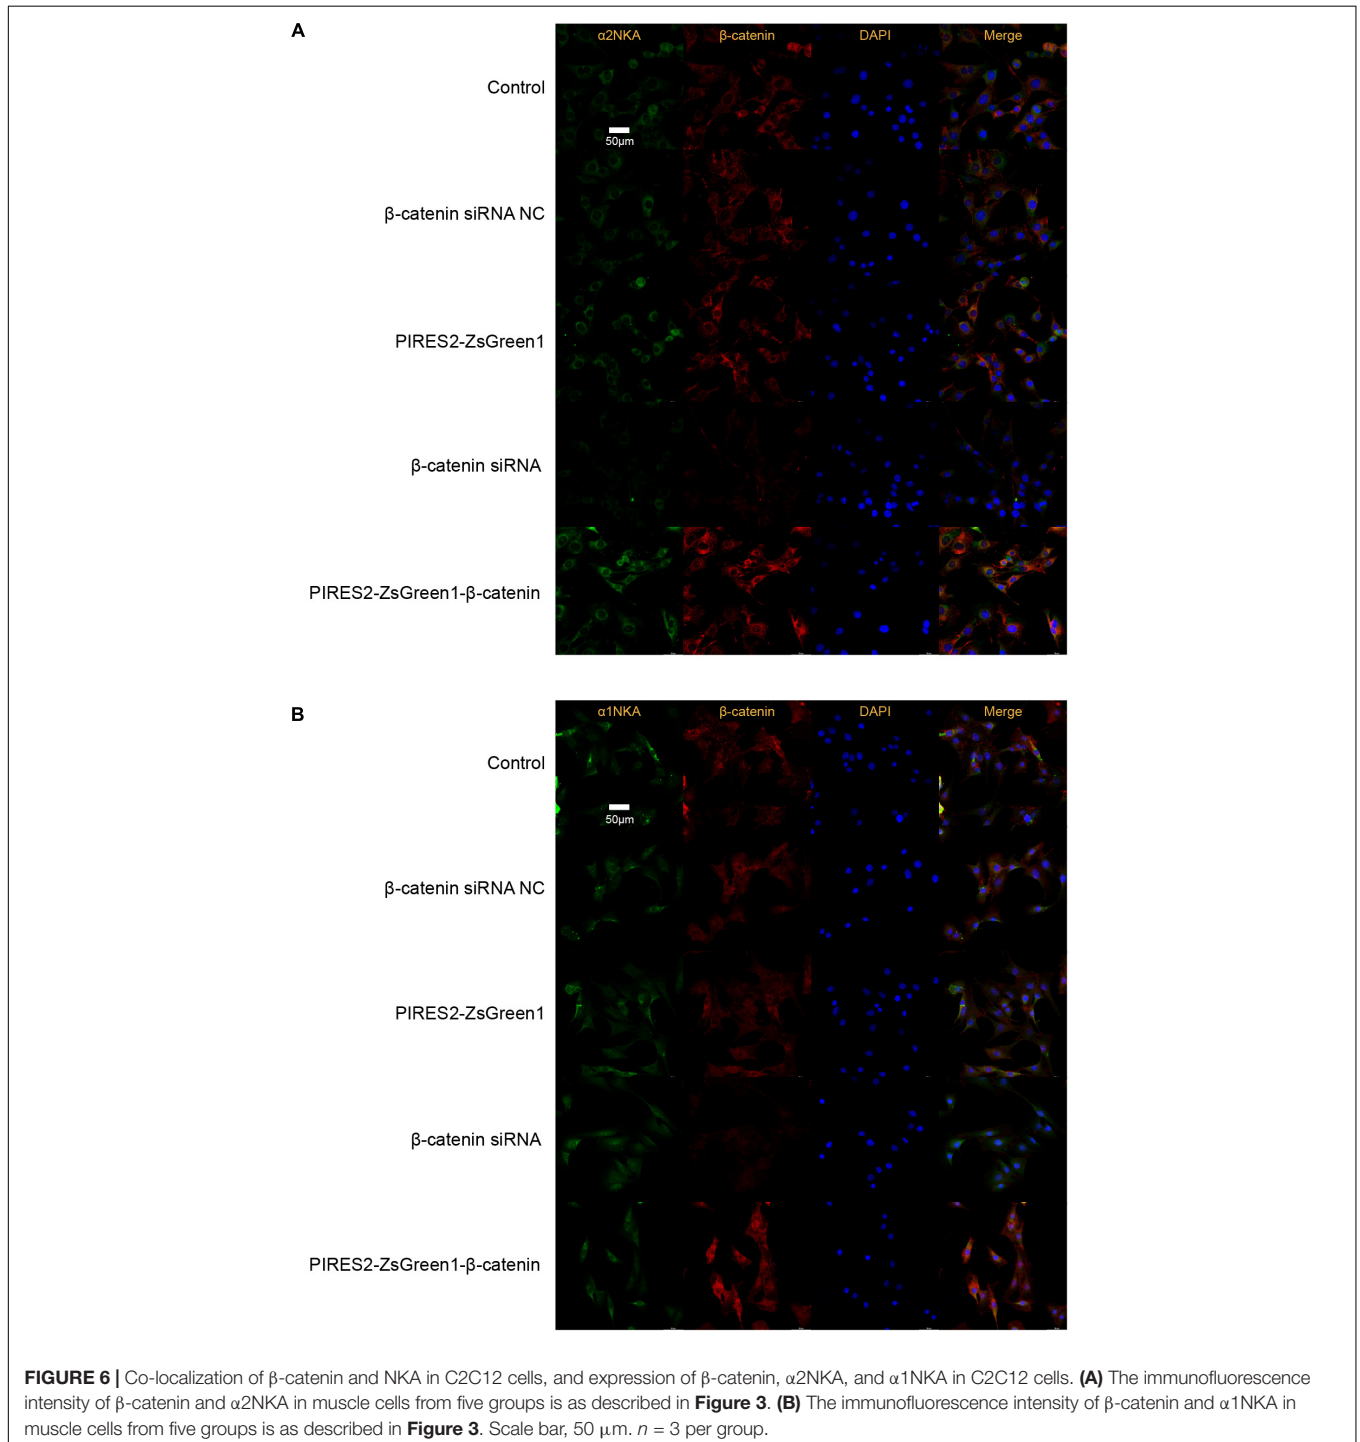 A
α2NKA β-catenin DAPI Merge
Control
50μm
β-catenin siRNA NC
PIRES2-ZsGreen1
β-catenin siRNA
PIRES2-ZsGreen1-β-catenin
B
α1NKA β-catenin DAPI Merge
Control
50μm
β-catenin siRNA NC
PIRES2-ZsGreen1
β-catenin siRNA
PIRES2-ZsGreen1-β-catenin
FIGURE 6 | Co-localization of β-catenin and NKA in C2C12 cells, and expression of β-catenin, α2NKA, and α1NKA in C2C12 cells. (A) The immunofluorescence
intensity of β-catenin and α2NKA in muscle cells from five groups is as described in Figure 3. (B) The immunofluorescence intensity of β-catenin and α1NKA in
muscle cells from five groups is as described in Figure 3. Scale bar, 50 μm. n = 3 per group.